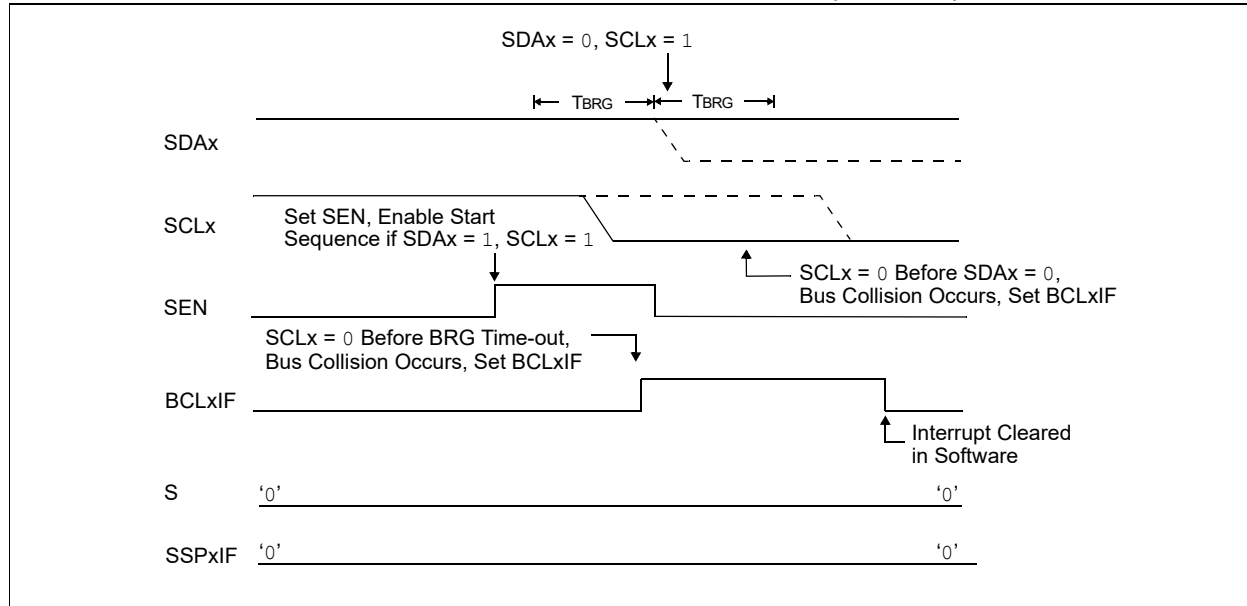 SDAx = 0, SCLx = 1
TBRG TBRG
SDAx
SCLx
Set SEN, Enable Start
Sequence if SDAx = 1, SCLx = 1
SCLx = 0 Before SDAx = 0,
Bus Collision Occurs, Set BCLxIF
SEN
SCLx = 0 Before BRG Time-out,
Bus Collision Occurs, Set BCLxIF
BCLxIF
Interrupt Cleared
in Software
S ‘0’ ‘0’
SSPxIF ‘0’ ‘0’